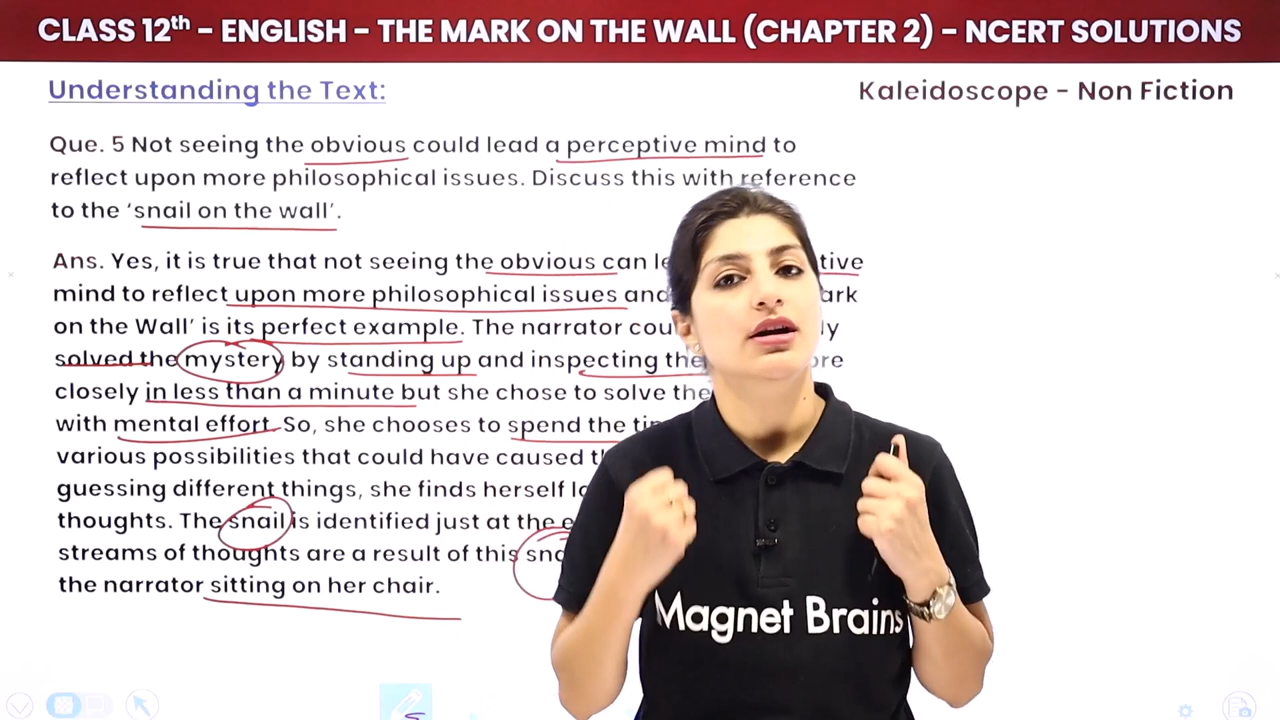 CLASS 12th - ENGLISH - THE MARK ON THE WALL (CHAPTER 2) - NCERT SOLUTIONS
Understanding the Text:
Kaleidoscope - Non Fiction
Que. 5 Not seeing the obvious could lead a perceptive mind to
reflect upon more philosophical issues. Discuss this with reference
to the ‘snail on the wall’.
Ans. Yes, it is true that not seeing the obvious can
mind to reflect upon more philosophical issues and
on the Wall’ is its perfect example. The narrator
solved the mystery by standing up and inspecting
closely in less than a minute but she chose to solve the
with mental effort. So, she chooses to spend the
various possibilities that could have caused
guessing different things, she finds herself
thoughts. The snail is identified just at the
streams of thoughts are a result of this
the narrator sitting on her chair.
Magnet Brains